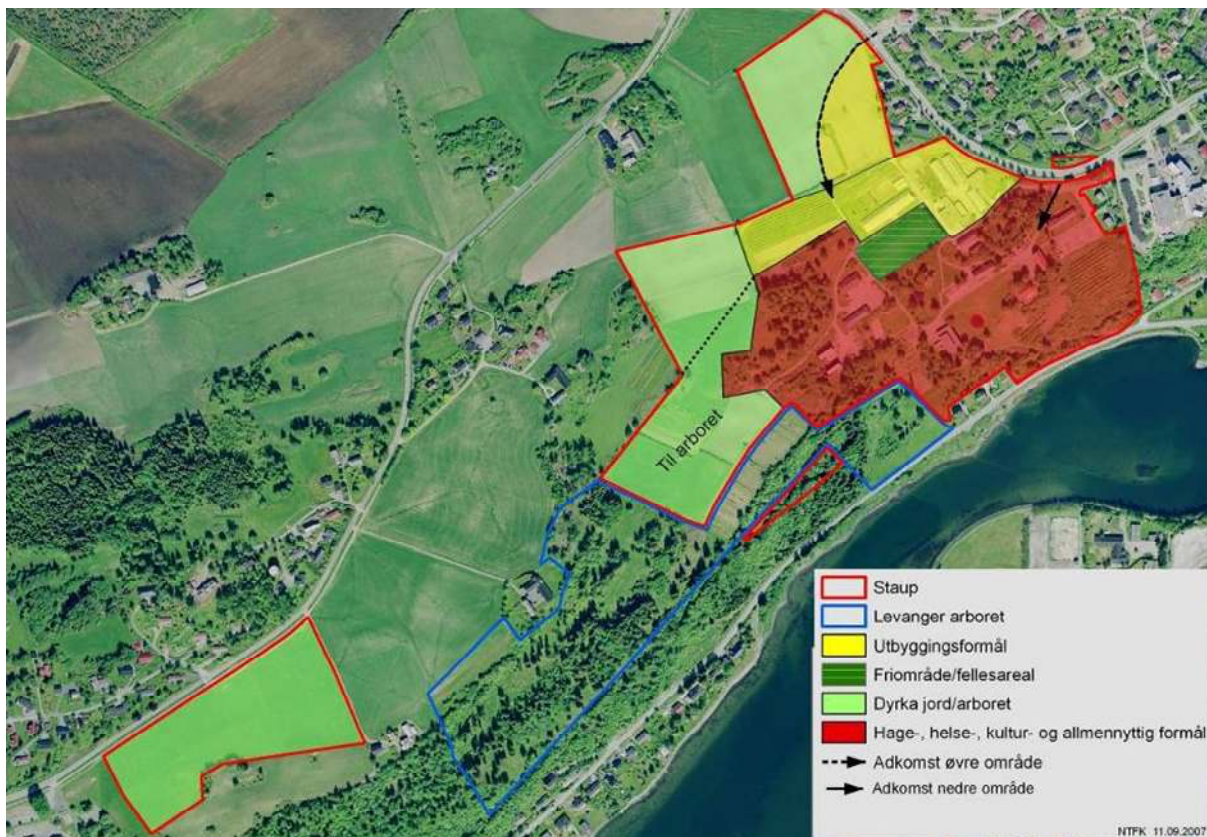 Til arboret
Staup
Levanger arboret
Utbyggingsformål
Friområde/fellesareal
Dyrka jord/arboret
Hage-, helse-, kultur- og allmennyttig formål
Adkomst øvre område
Adkomst nedre område
NTFK 11.09.2007